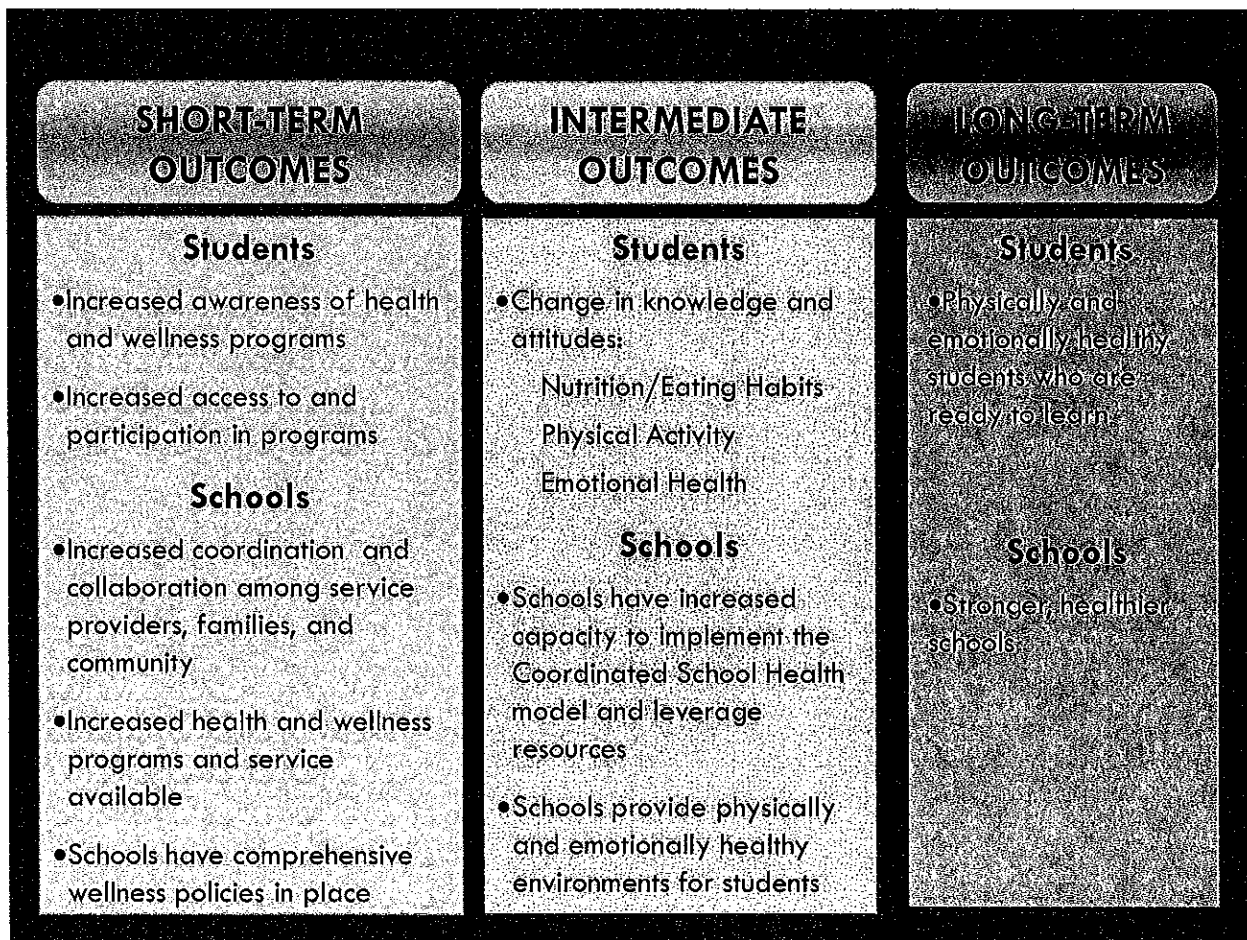 SHORT-TERM
OUTCOMES
Students
•Increased awareness of health
and wellness programs
•Increased access to and
participation in programs
Schools
•Increased coordination and
collaboration among service
providers, families, and
community
•Increased health and wellness
programs and service
available
•Schools have comprehensive
wellness policies in place
INTERMEDIATE
OUTCOMES
Students
•Change in knowledge and
attitudes:
Nutrition/Eating Habits
Physical Activity
Emotional Health
Schools
•Schools have increased
capacity to implement the
Coordinated School Health
model and leverage
resources
•Schools provide physically
and emotionally healthy
environments for students
LONG-TERM
OUTCOMES
Students
•Physically and
emotionally healthy
students who are
ready to learn
Schools
•Stronger, healthier
schools